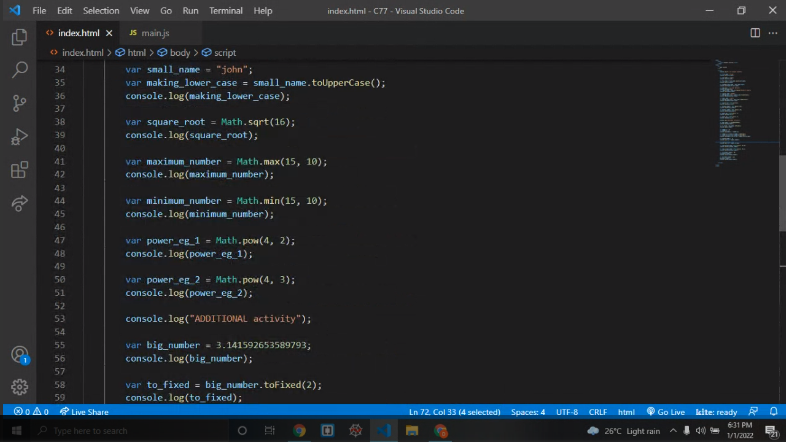 File Edit Selection View Go Run Terminal Help index.html - C77 - Visual Studio Code
index.html main.js
index.html > html > body > script
34 var small_name = "john";
35 var making_lower_case = small_name.toUpperCase();
36 console.log(making_lower_case);
37
38 var square_root = Math.sqrt(16);
39 console.log(square_root);
40
41 var maximum_number = Math.max(15, 10);
42 console.log(maximum_number);
43
44 var minimum_number = Math.min(15, 10);
45 console.log(minimum_number);
46
47 var power_eg_1 = Math.pow(4, 2);
48 console.log(power_eg_1);
49
50 var power_eg_2 = Math.pow(4, 3);
51 console.log(power_eg_2);
52
53 console.log("ADDITIONAL activity");
54
55 var big_number = 3.141592653589793;
56 console.log(big_number);
57
58 var to_fixed = big_number.toFixed(2);
59 console.log(to_fixed);
1
0 0 Live Share Ln 72, Col 33 (4 selected) Spaces: 4 UTF-8 CRLF html Go Live kite: ready
Type here to search 26°C Light rain 6:31 PM
1/1/2022 21